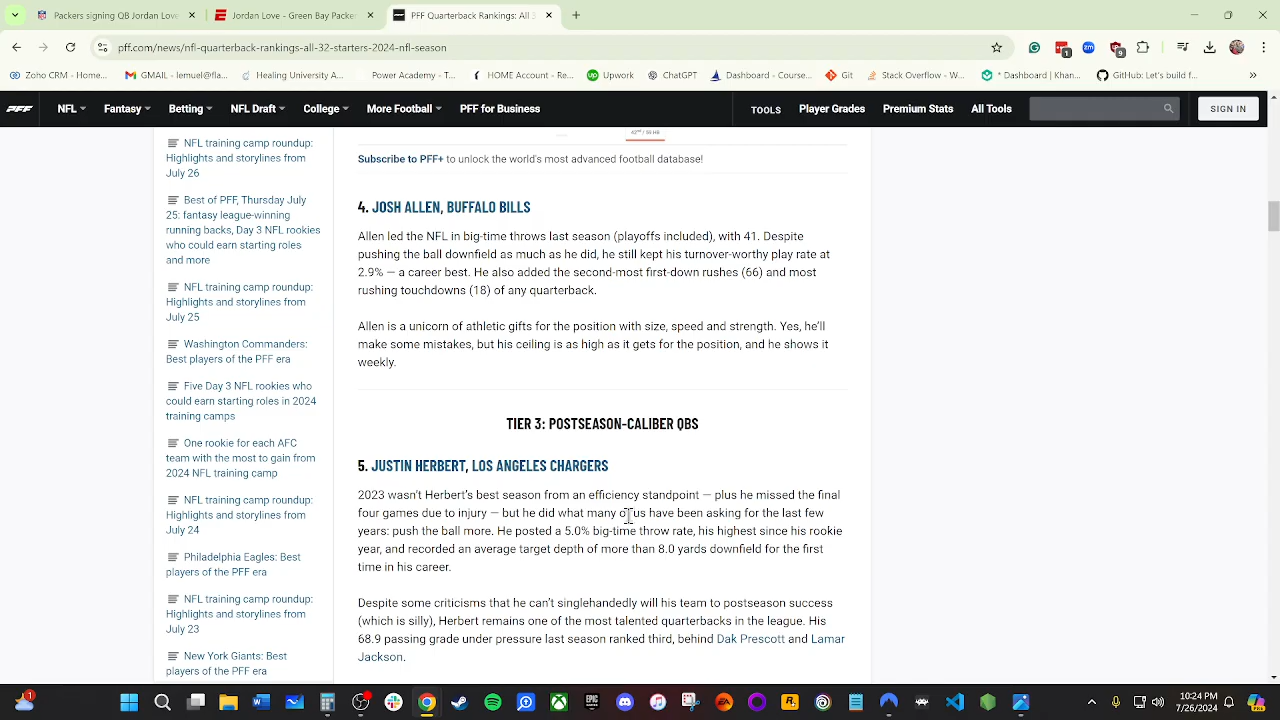 Packers signing Quarterback Jord
Jordan Love - Green Bay Packe
PFF Quarterback Rankings: All 3
pff.com/news/nfl-quarterback-rankings-all-32-starters-2024-nfl-season
Zoho CRM - Home...
GMAIL - lemuel@fla...
Healing University a...
Power Academy - T...
HOME Account - Re...
Upwork
ChatGPT
Dashboard - Course...
Git
Stack Overflow - W...
* Dashboard | Khan...
GitHub: Let's build f...
PFF
NFL
Fantasy
Betting
NFL Draft
College
More Football
PFF for Business
TOOLS
Player Grades
Premium Stats
All Tools
SIGN IN
NFL training camp roundup:
Highlights and storylines from
July 26
Best of PFF, Thursday July
25: fantasy league-winning
running backs, Day 3 NFL rookies
who could earn starting roles
and more
NFL training camp roundup:
Highlights and storylines from
July 25
Washington Commanders:
Best players of the PFF era
Five Day 3 NFL rookies who
could earn starting roles in 2024
training camps
One rookie for each AFC
team with the most to gain from
2024 NFL training camp
NFL training camp roundup:
Highlights and storylines from
July 24
Philadelphia Eagles: Best
players of the PFF era
NFL training camp roundup:
Highlights and storylines from
July 23
New York Giants: Best
players of the PFF era
Subscribe to PFF+ to unlock the world's most advanced football database!
4. JOSH ALLEN, BUFFALO BILLS
Allen led the NFL in big-time throws last season (playoffs included), with 41. Despite
pushing the ball downfield as much as he did, he still kept his turnover-worthy play rate at
2.9% — a career best. He also added the second-most first-down rushes (66) and most
rushing touchdowns (18) of any quarterback.
Allen is a unicorn of athletic gifts for the position with size, speed and strength. Yes, he'll
make some mistakes, but his ceiling is as high as it gets for the position, and he shows it
weekly.
TIER 3: POSTSEASON-CALIBER QBS
5. JUSTIN HERBERT, LOS ANGELES CHARGERS
2023 wasn't Herbert's best season from an efficiency standpoint — plus he missed the final
four games due to injury — but he did what many of us have been asking for the last few
years: push the ball more. He posted a 5.0% big-time throw rate, his highest since his rookie
year, and recorded an average target depth of more than 8.0 yards downfield for the first
time in his career.
Despite some criticisms that he can't singlehandedly will his team to postseason success
(which is silly), Herbert remains one of the most talented quarterbacks in the league. His
68.9 passing grade under pressure last season ranked third, behind Dak Prescott and Lamar
Jackson.
10:24 PM
7/26/2024